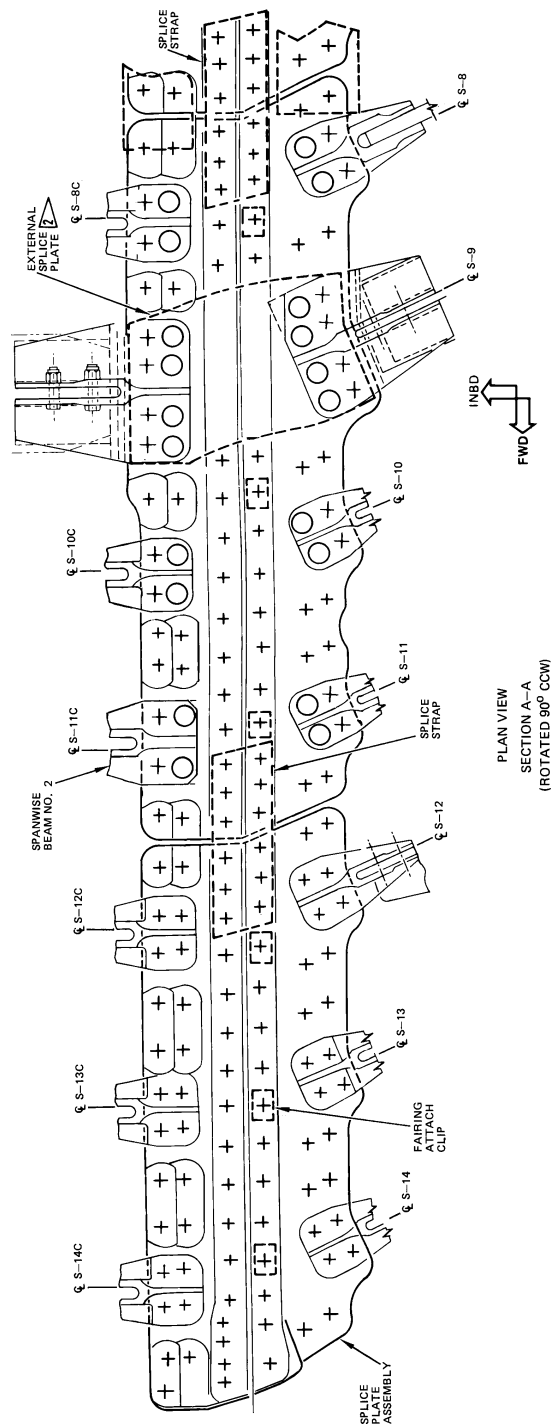 SPLICE
STRAP
℄ S-8
℄ S-8C
EXTERNAL
SPLICE
PLATE
2
℄ S-9
INBD
FWD
℄ S-10C
℄ S-10
℄ S-11C
℄ S-11
SPANWISE
BEAM NO. 2
SPLICE
STRAP
PLAN VIEW
SECTION A-A
(ROTATED 90° CCW)
℄ S-12C
℄ S-12
℄ S-13C
℄ S-13
FAIRING
ATTACH
CLIP
℄ S-14C
℄ S-14
SPLICE
PLATE
ASSEMBLY